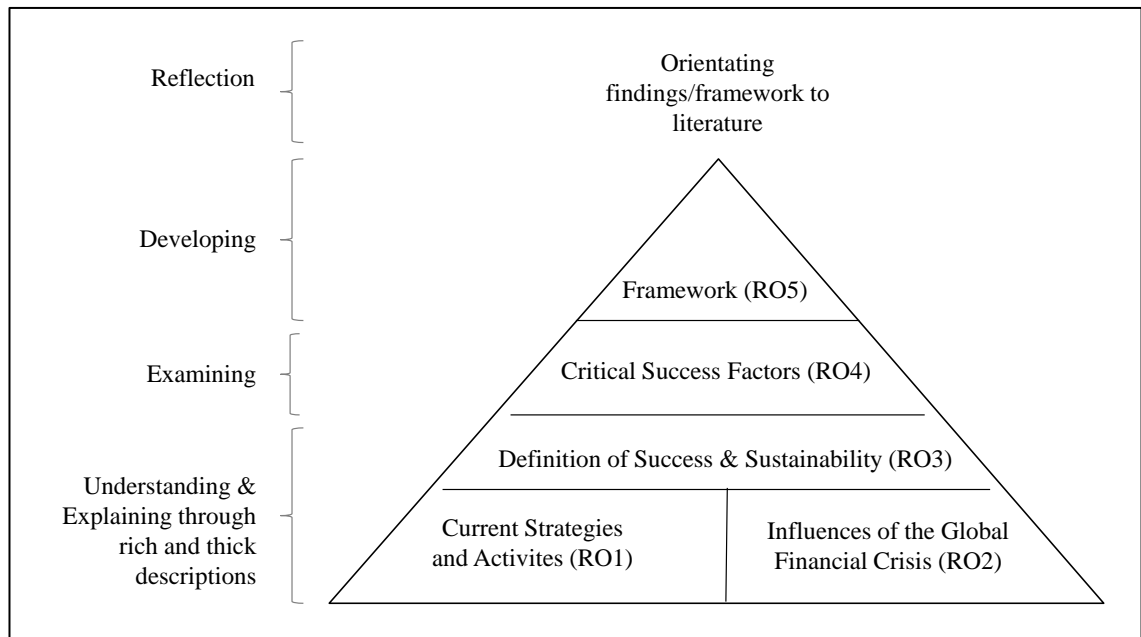 Reflection
Orientating
findings/framework to
literature
Developing
Framework (RO5)
Examining
Critical Success Factors (RO4)
Understanding &
Explaining through
rich and thick
descriptions
Definition of Success & Sustainability (RO3)
Current Strategies
and Activites (RO1)
Influences of the Global
Financial Crisis (RO2)